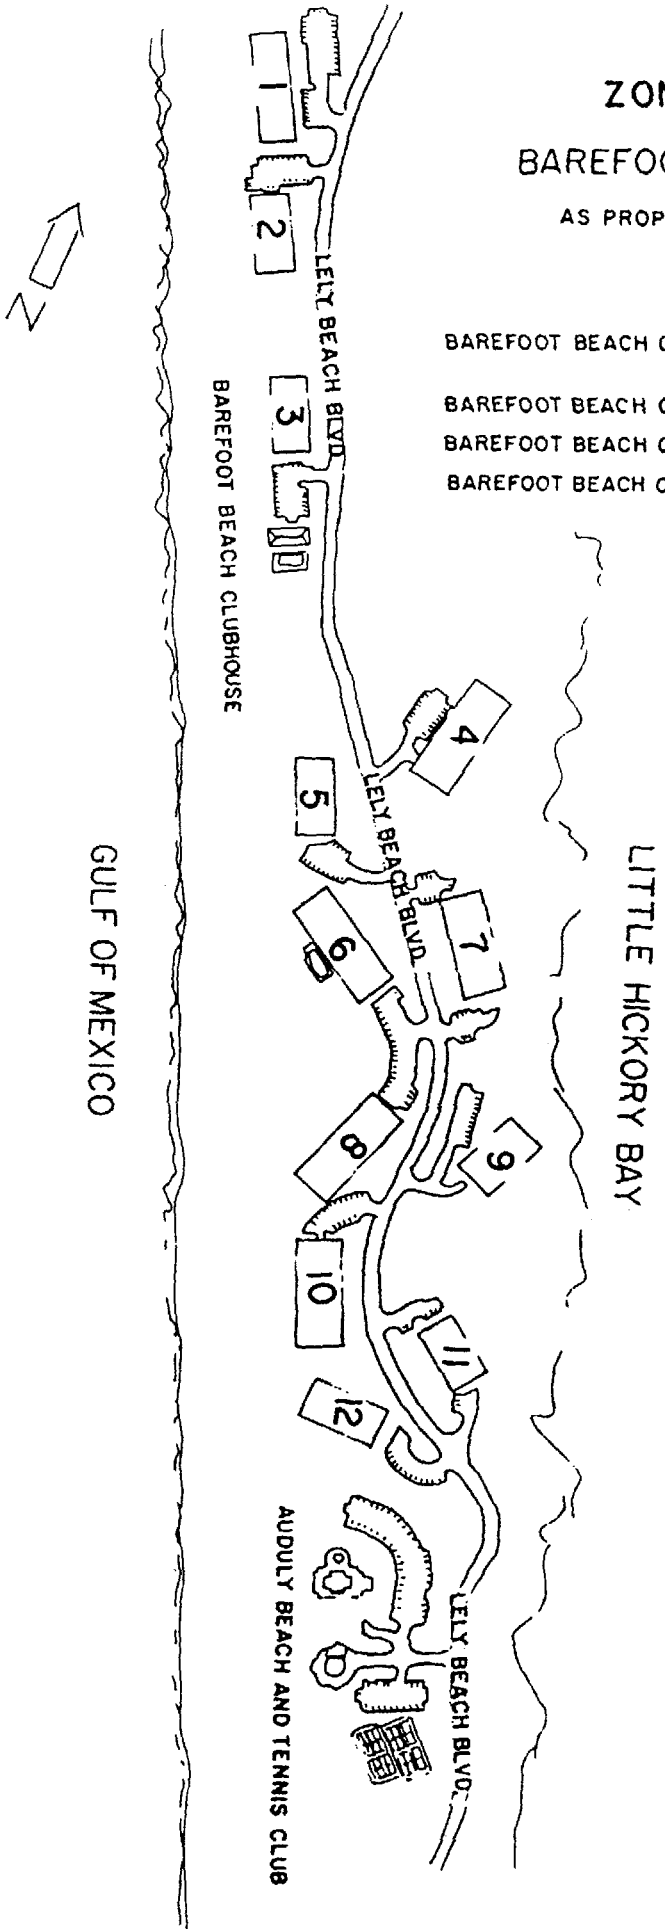 ZON
BAREFOO
AS PROP
BAREFOOT BEACH C
BAREFOOT BEACH C
BAREFOOT BEACH C
BAREFOOT BEACH C
N
1
2
LELY BEACH BLVD
3
BAREFOOT BEACH CLUBHOUSE
4
5
LELY BEACH BLVD
6
7
LITTLE HICKORY BAY
GULF OF MEXICO
8
9
10
11
12
AUDULY BEACH AND TENNIS CLUB
LELY BEACH BLVD.